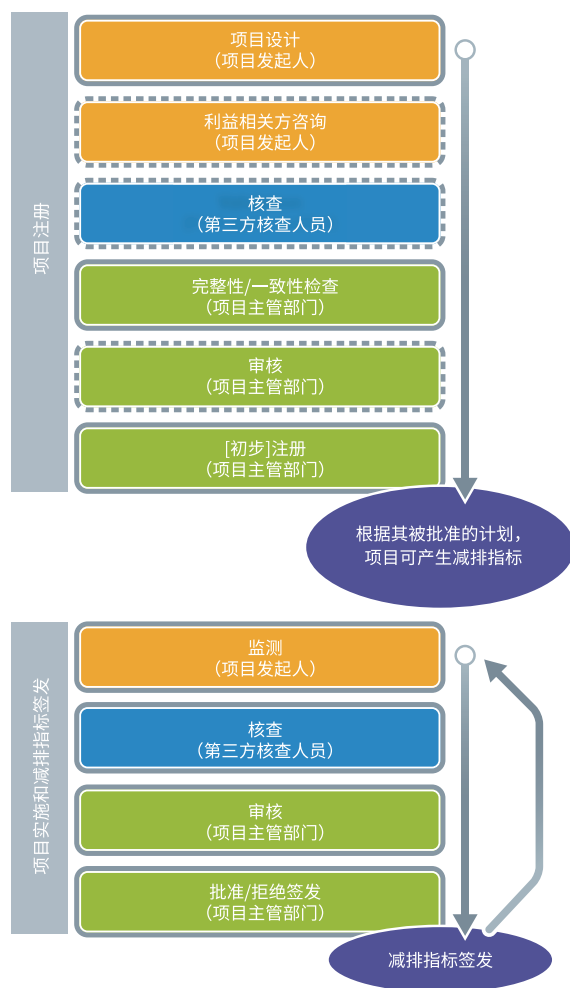 项目注册
项目设计
（项目发起人）
利益相关方咨询
（项目发起人）
核查
（第三方核查人员）
完整性/一致性检查
（项目主管部门）
审核
（项目主管部门）
[初步]注册
（项目主管部门）
根据其被批准的计划，
项目可产生减排指标
项目实施和减排指标签发
监测
（项目发起人）
核查
（第三方核查人员）
审核
（项目主管部门）
批准/拒绝签发
（项目主管部门）
减排指标签发